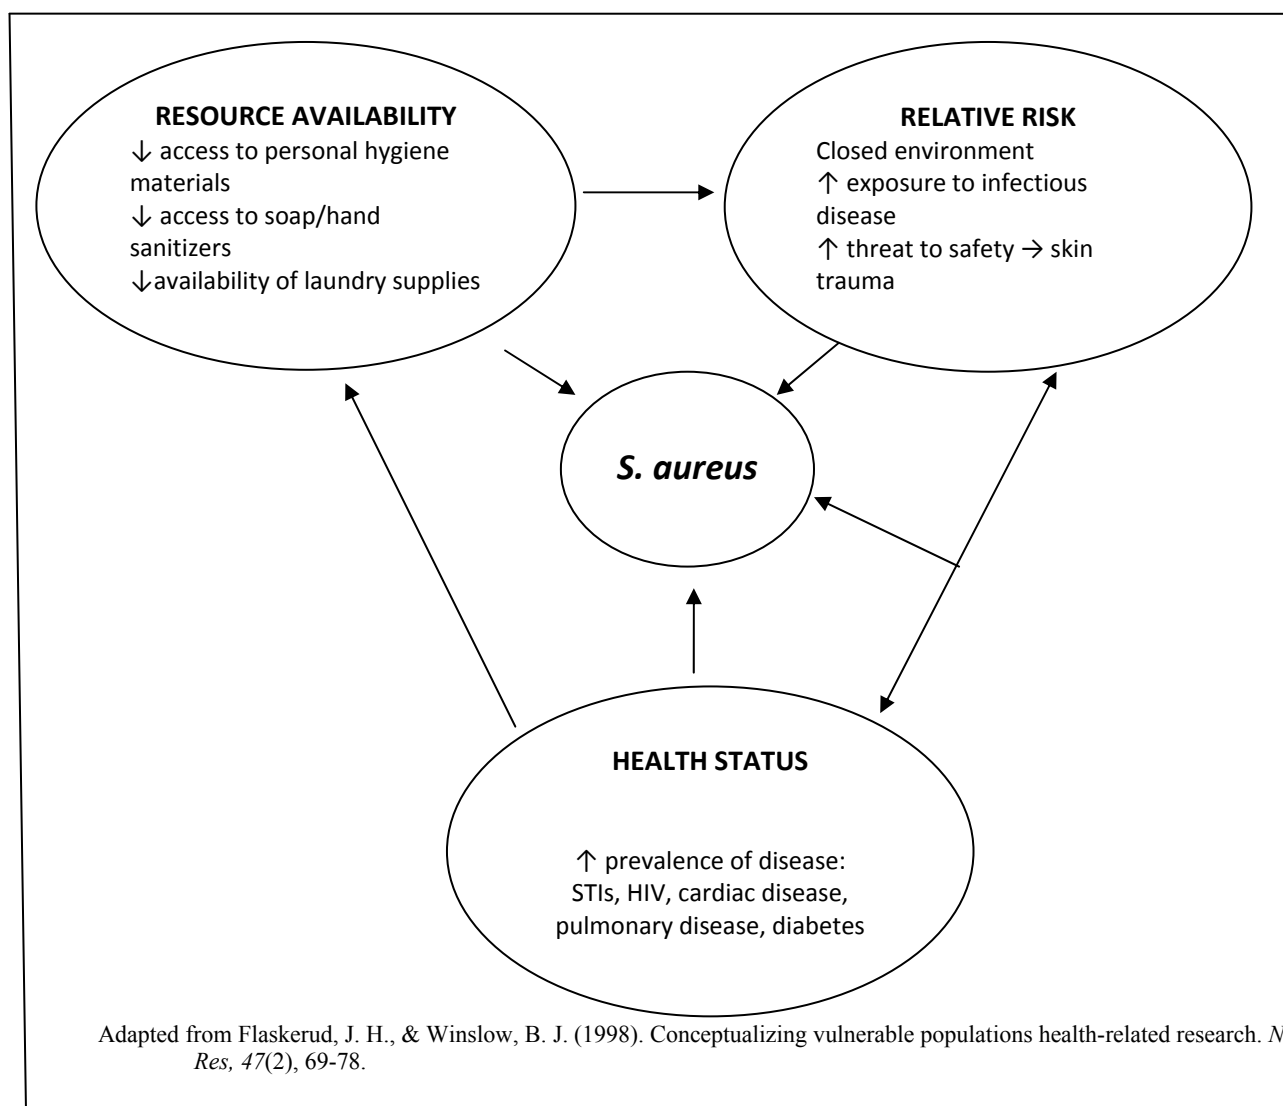 RESOURCE AVAILABILITY
↓ access to personal hygiene
materials
↓ access to soap/hand
sanitizers
↓availability of laundry supplies
RELATIVE RISK
Closed environment
↑ exposure to infectious
disease
↑ threat to safety → skin
trauma
S. aureus
HEALTH STATUS
↑ prevalence of disease:
STIs, HIV, cardiac disease,
pulmonary disease, diabetes
Adapted from Flaskerud, J. H., & Winslow, B. J. (1998). Conceptualizing vulnerable populations health-related research. N
Res, 47(2), 69-78.